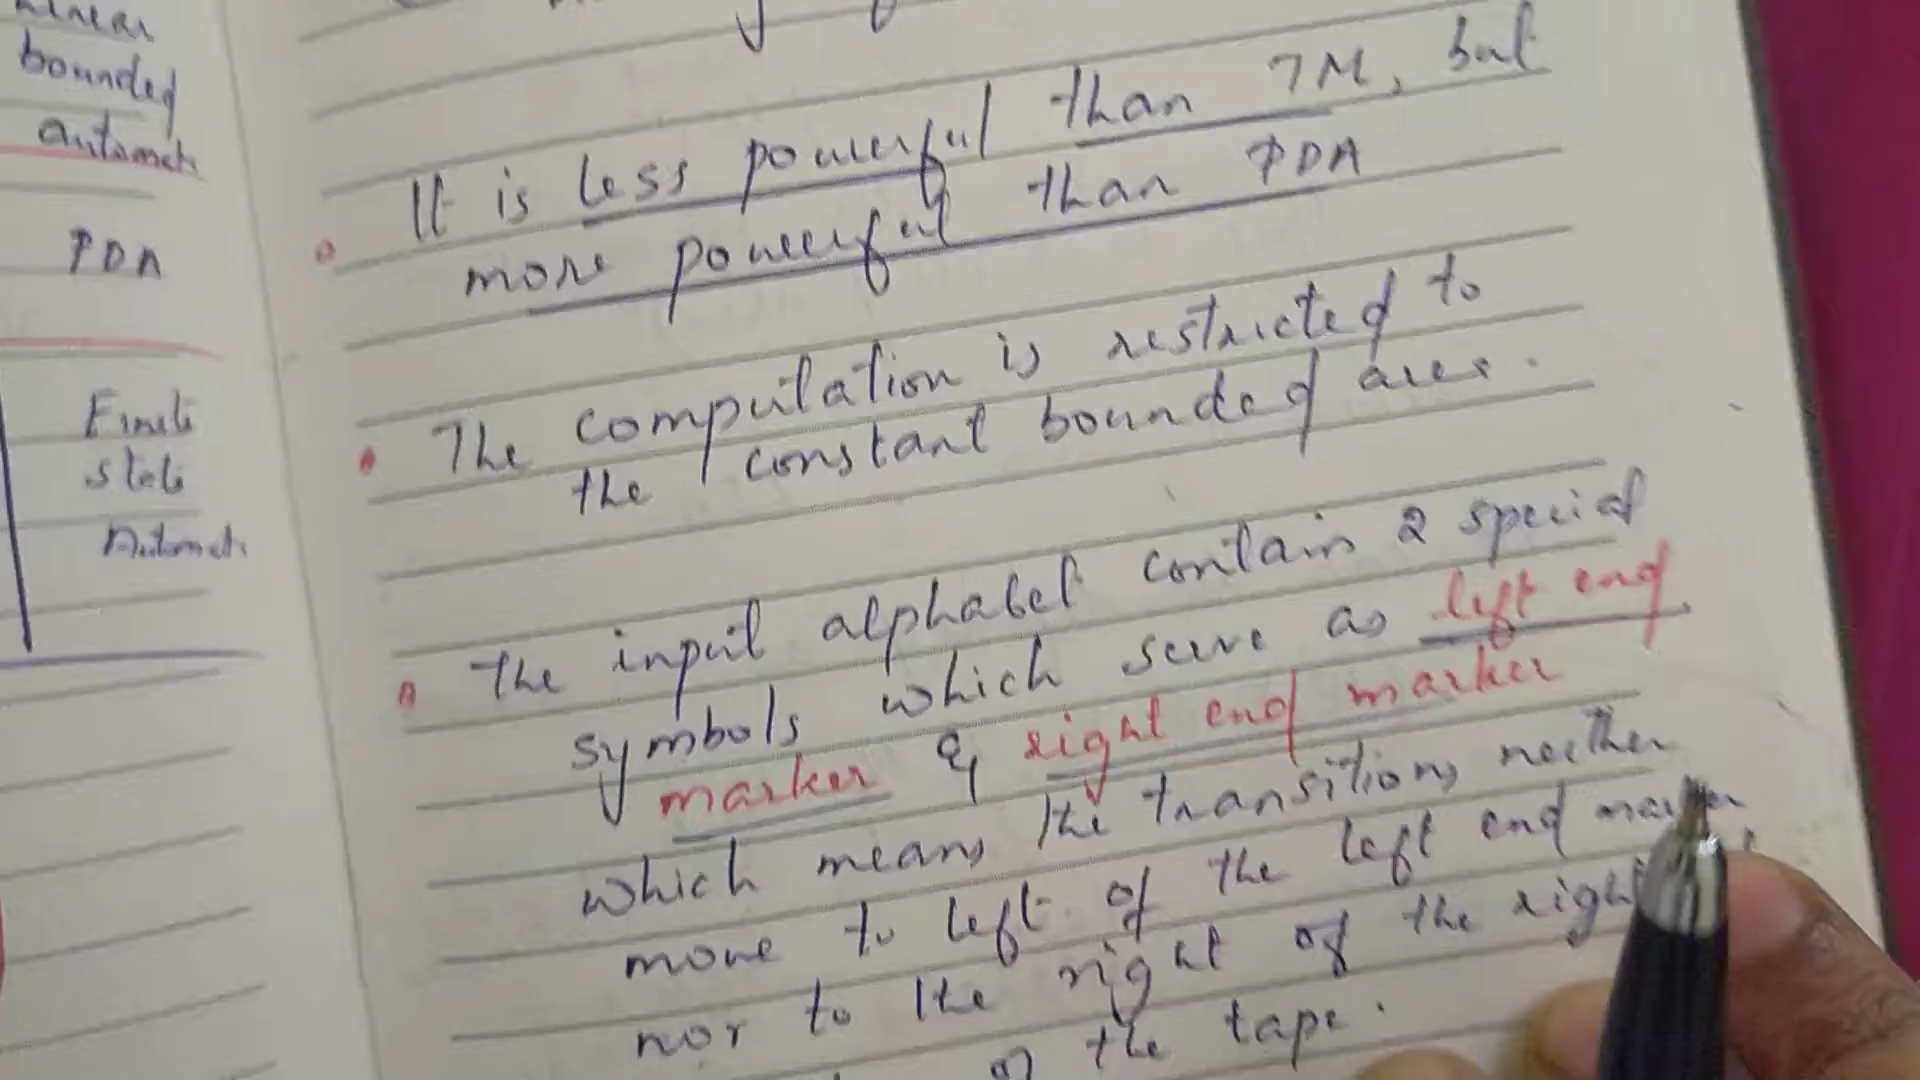 bounded
automata
PDA
Finite
State
Automata
It is less powerful than TM, but
more powerful than PDA
The computation is restricted to
the constant bounded area.
The input alphabet contain 2 special
symbols which serve as left end
marker & right end marker
which means the transitions neither
move to left of the left end marker
nor to the right of the right
of the tape.